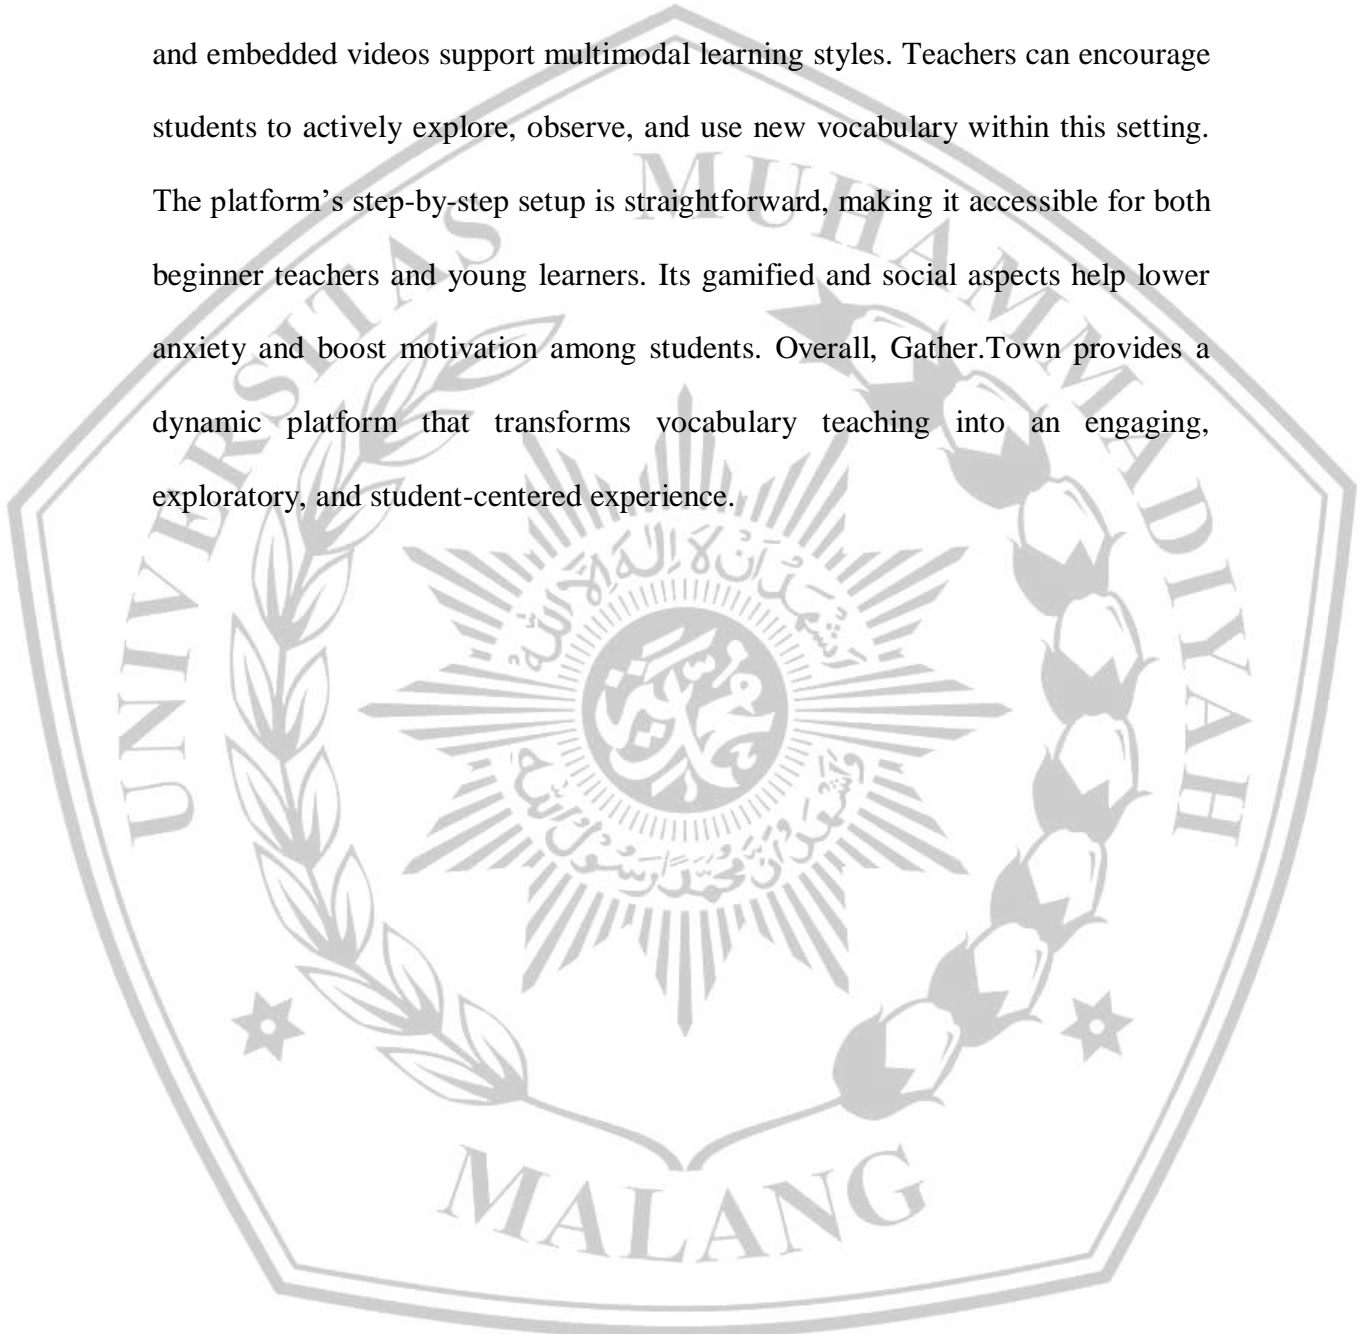 and embedded videos support multimodal learning styles. Teachers can encourage
students to actively explore, observe, and use new vocabulary within this setting.
The platform’s step-by-step setup is straightforward, making it accessible for both
beginner teachers and young learners. Its gamified and social aspects help lower
anxiety and boost motivation among students. Overall, Gather.Town provides a
dynamic platform that transforms vocabulary teaching into an engaging,
exploratory, and student-centered experience.
UNIVERSITAS MUHAMMADIYAH
MALANG